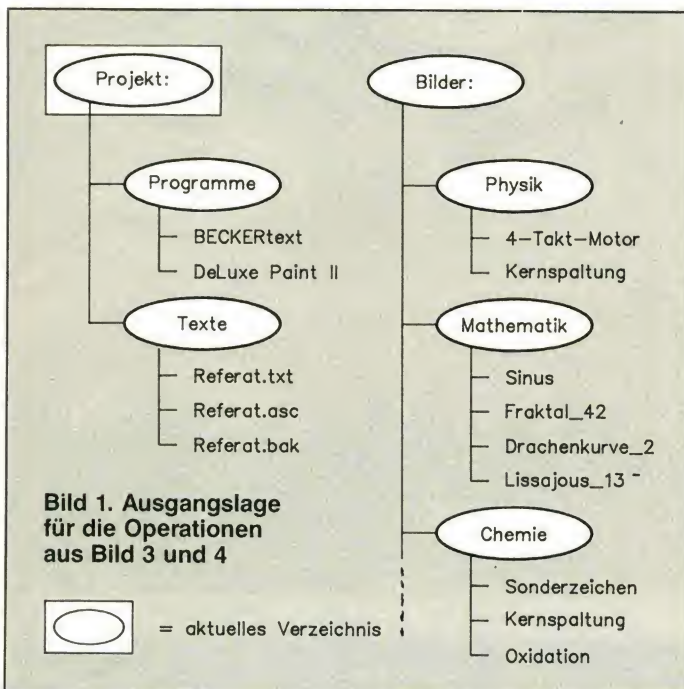 Projekt:
Programme
BECKERtext
DeLuxe Paint II
Texte
Referat.txt
Referat.asc
Referat.bak
Bilder:
Physik
4-Takt-Motor
Kernspaltung
Mathematik
Sinus
Fraktal_42
Drachenkurve_2
Lissajous_13
Chemie
Sonderzeichen
Kernspaltung
Oxidation
Bild 1. Ausgangslage
für die Operationen
aus Bild 3 und 4
= aktuelles Verzeichnis